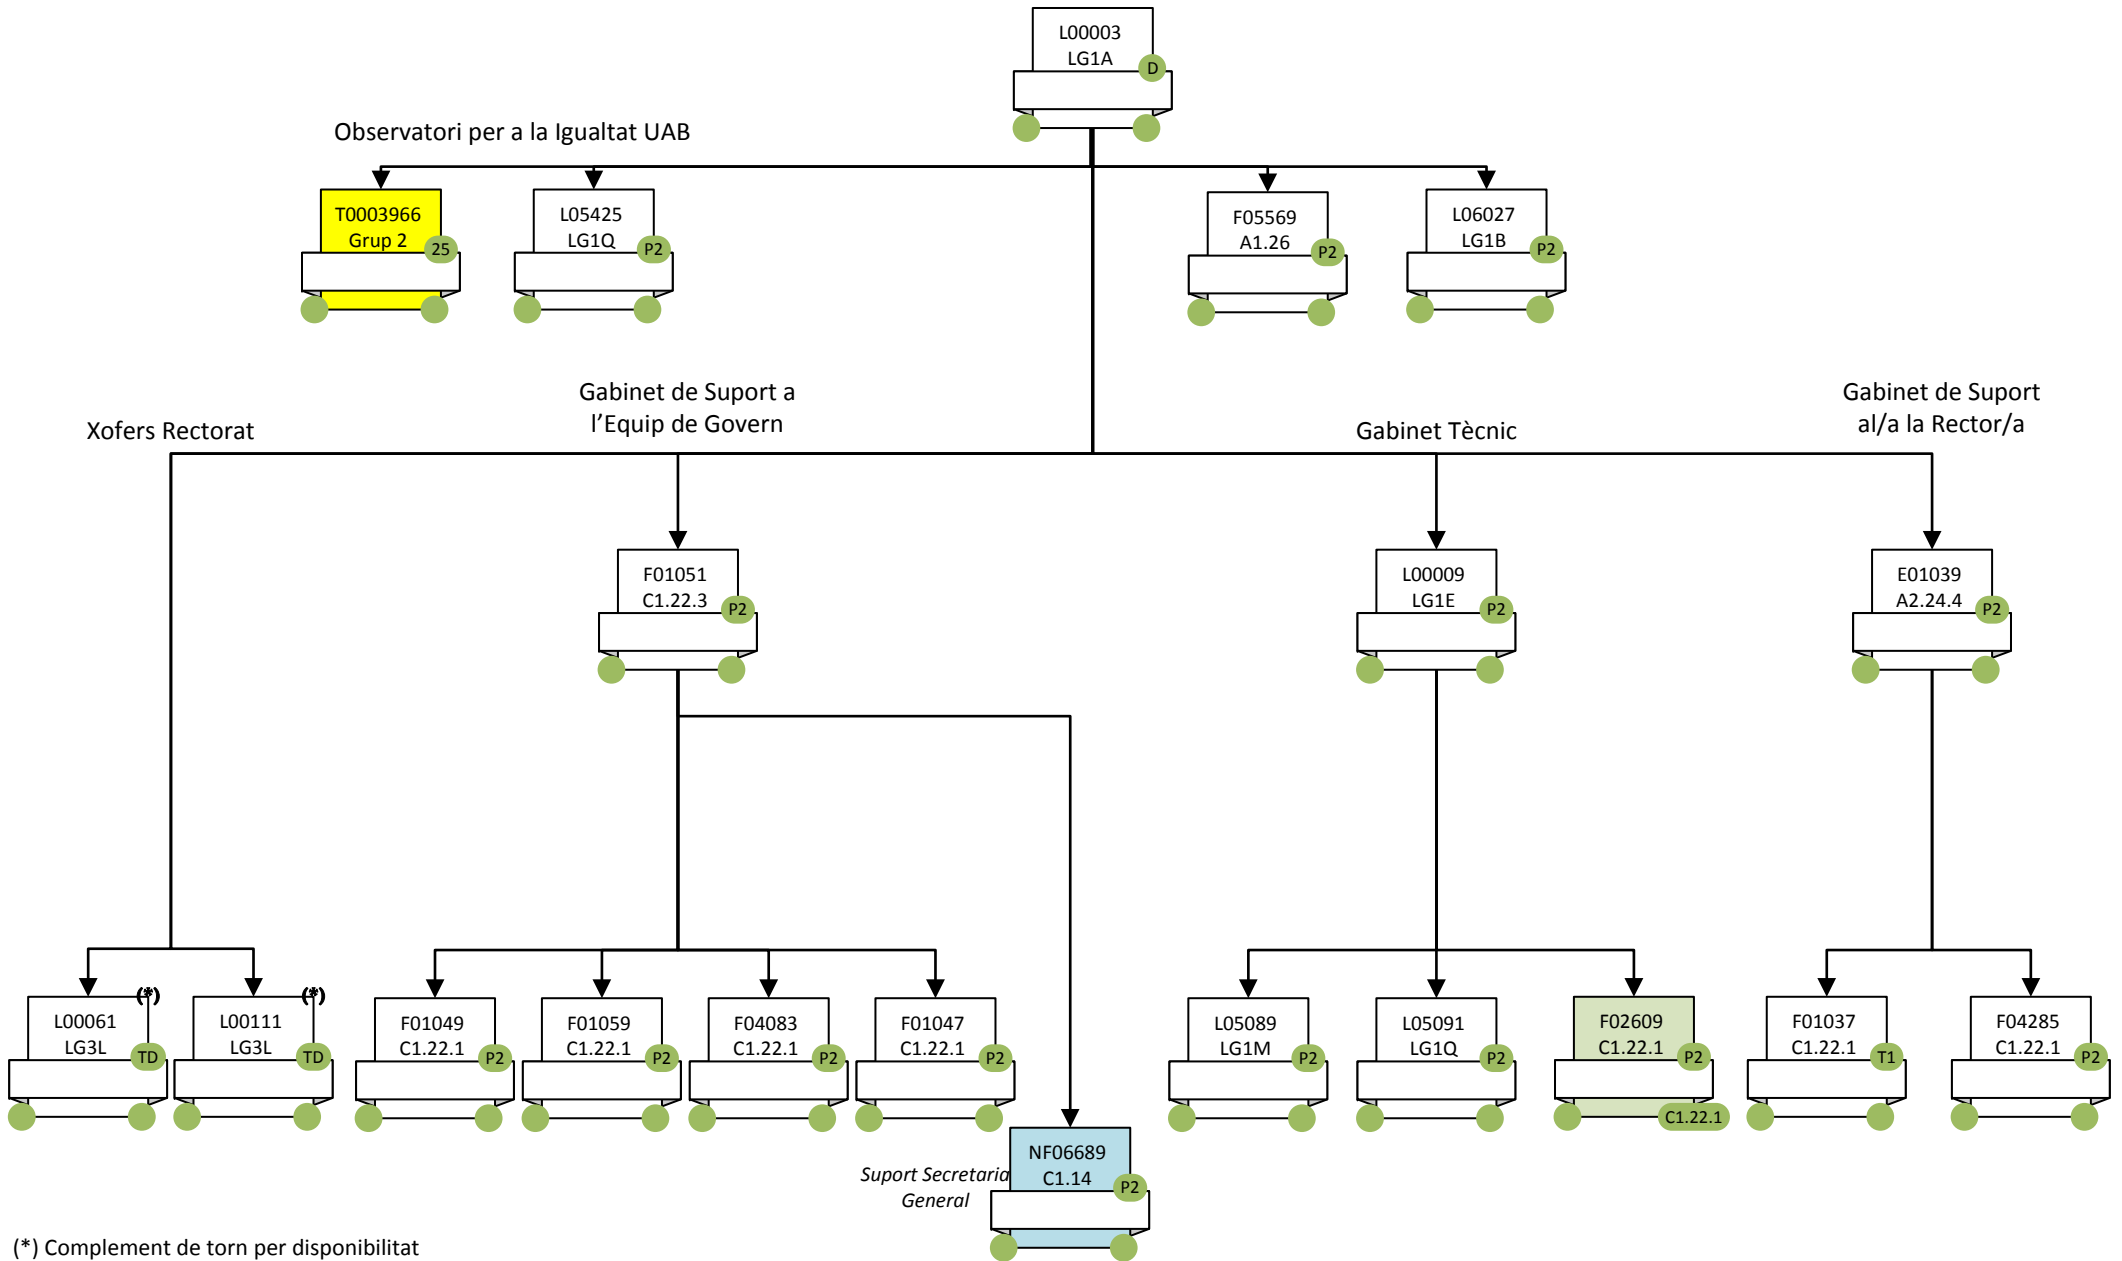 L00003
LG1A
D
Observatori per a la Igualtat UAB
T0003966
Grup 2
25
L05425
LG1Q
P2
F05569
A1.26
P2
L06027
LG1B
P2
Xofers Rectorat
Gabinet de Suport a
l’Equip de Govern
Gabinet Tècnic
Gabinet de Suport
al/a la Rector/a
F01051
C1.22.3
P2
L00009
LG1E
P2
E01039
A2.24.4
P2
(*)
L00061
LG3L
TD
(*)
L00111
LG3L
TD
F01049
C1.22.1
P2
F01059
C1.22.1
P2
F04083
C1.22.1
P2
F01047
C1.22.1
P2
L05089
LG1M
P2
L05091
LG1Q
P2
F02609
C1.22.1
P2
C1.22.1
F01037
C1.22.1
T1
F04285
C1.22.1
P2
Suport Secretaria
General
NF06689
C1.14
P2
(*) Complement de torn per disponibilitat